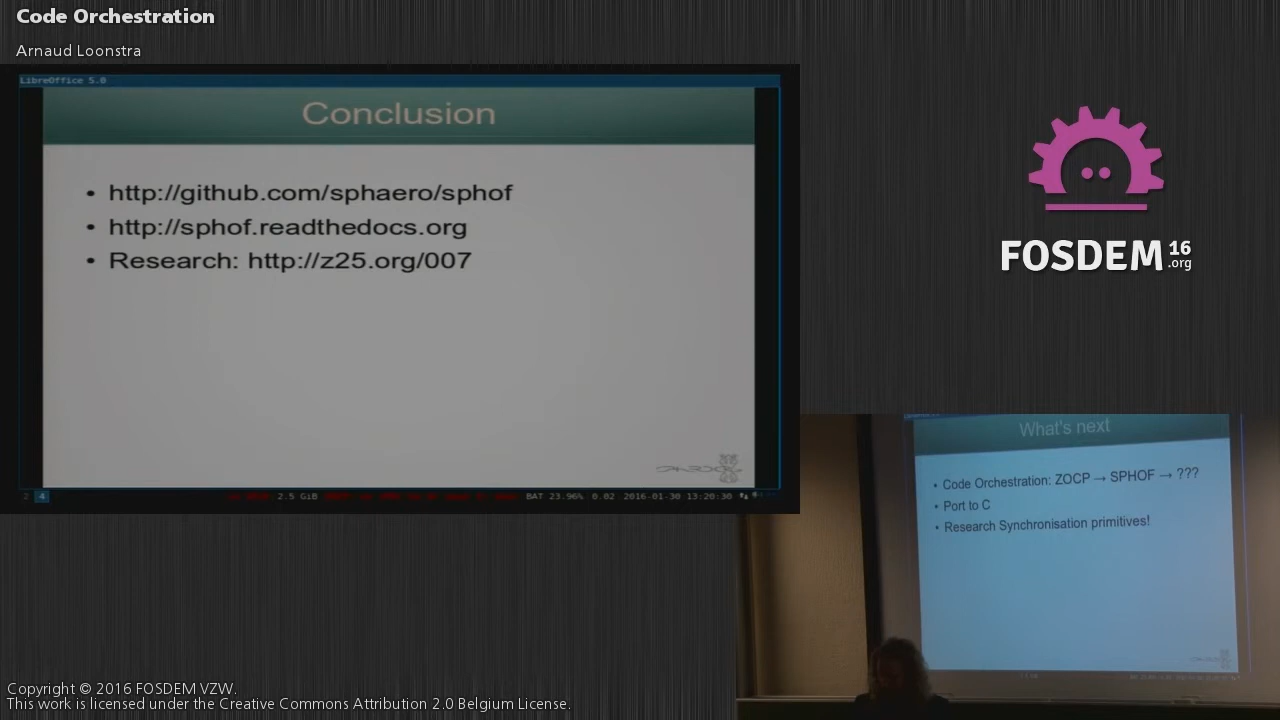 Code Orchestration
Arnaud Loonstra
LibreOffice 5.0
Conclusion
• http://github.com/sphaero/sphof
• http://sphof.readthedocs.org
• Research: http://z25.org/007
2 4
2.5 GiB
BAT 23.96% 0.02 2016-01-30 13:20:30
FOSDEM 16
.org
What's next
• Code Orchestration: ZOCP → SPHOF → ???
• Port to C
• Research Synchronisation primitives!
Copyright © 2016 FOSDEM VZW.
This work is licensed under the Creative Commons Attribution 2.0 Belgium License.